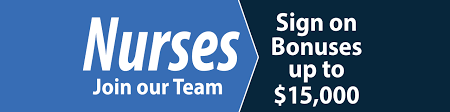 Nurses
Join our Team
Sign on
Bonuses
up to
$15,000